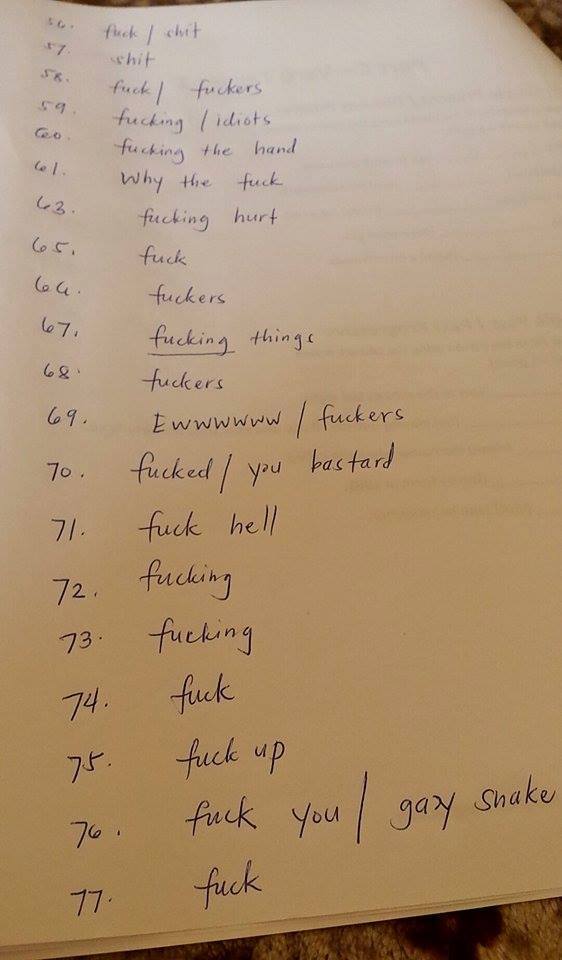 56. fuck / shit
57. shit
58. fuck / fuckers
59. fucking / idiots
60. fucking the hand
61. Why the fuck
63. fucking hurt
65. fuck
66. fuckers
67. fucking things
68. fuckers
69. Ewwwwww / fuckers
70. fucked / you bastard
71. fuck hell
72. fucking
73. fucking
74. fuck
75. fuck up
76. fuck you / gay snake
77. fuck